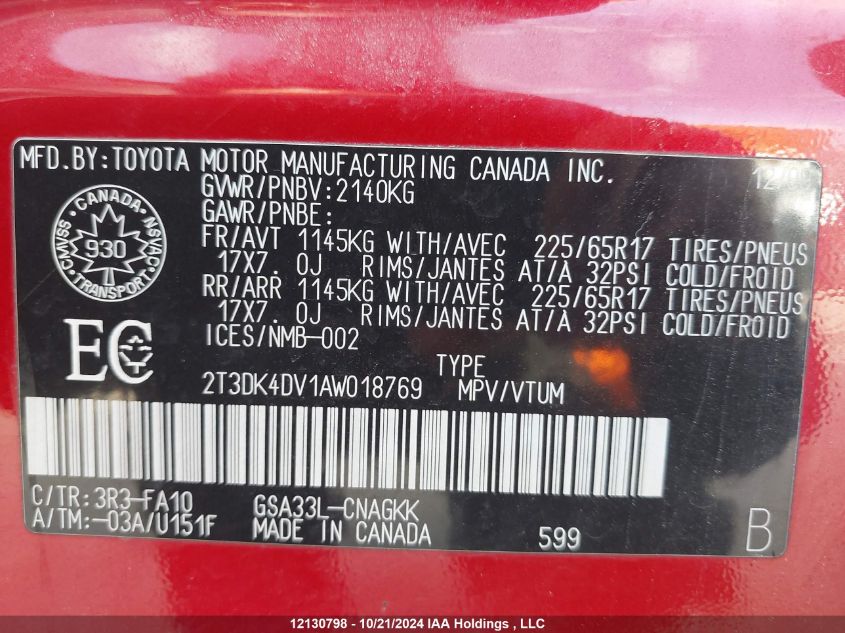 MFD.BY:TOYOTA MOTOR MANUFACTURING CANADA INC.
GVWR/PNBV:2140KG
GAWR/PNBE:
FR/AVT 1145KG WITH/AVEC 225/65R17 TIRES/PNEUS
17X7.0J RIMS/JANTES AT/À 32PSI COLD/FROID
RR/ARR 1145KG WITH/AVEC 225/65R17 TIRES/PNEUS
17X7.0J RIMS/JANTES AT/À 32PSI COLD/FROID
ICES/NMB-002
CANADA
CMVSS 930 NSVAC
TRANSPORT
EC
TYPE
2T3DK4DV1AW018769 MPV/VTUM
C/TR:3R3-FA10 GSA33L-CNAGKK
A/TM:-03A/U151F MADE IN CANADA 599 B
12130798 - 10/21/2024 IAA Holdings , LLC